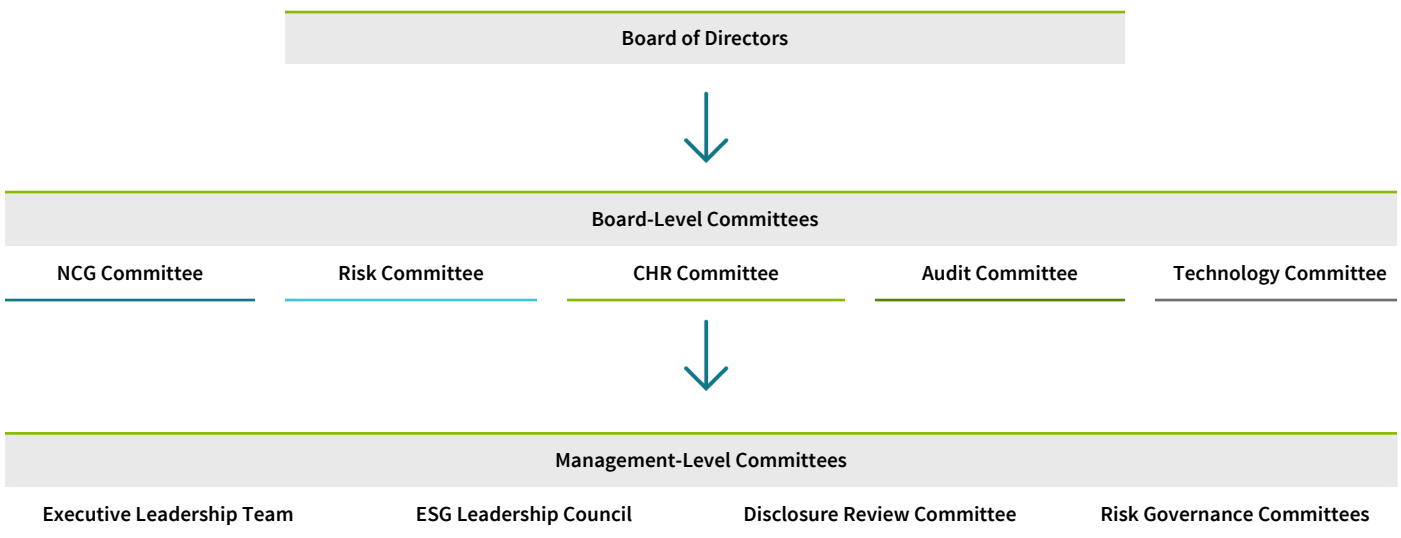 Board of Directors
Board-Level Committees
NCG Committee Risk Committee CHR Committee Audit Committee Technology Committee
Management-Level Committees
Executive Leadership Team ESG Leadership Council Disclosure Review Committee Risk Governance Committees